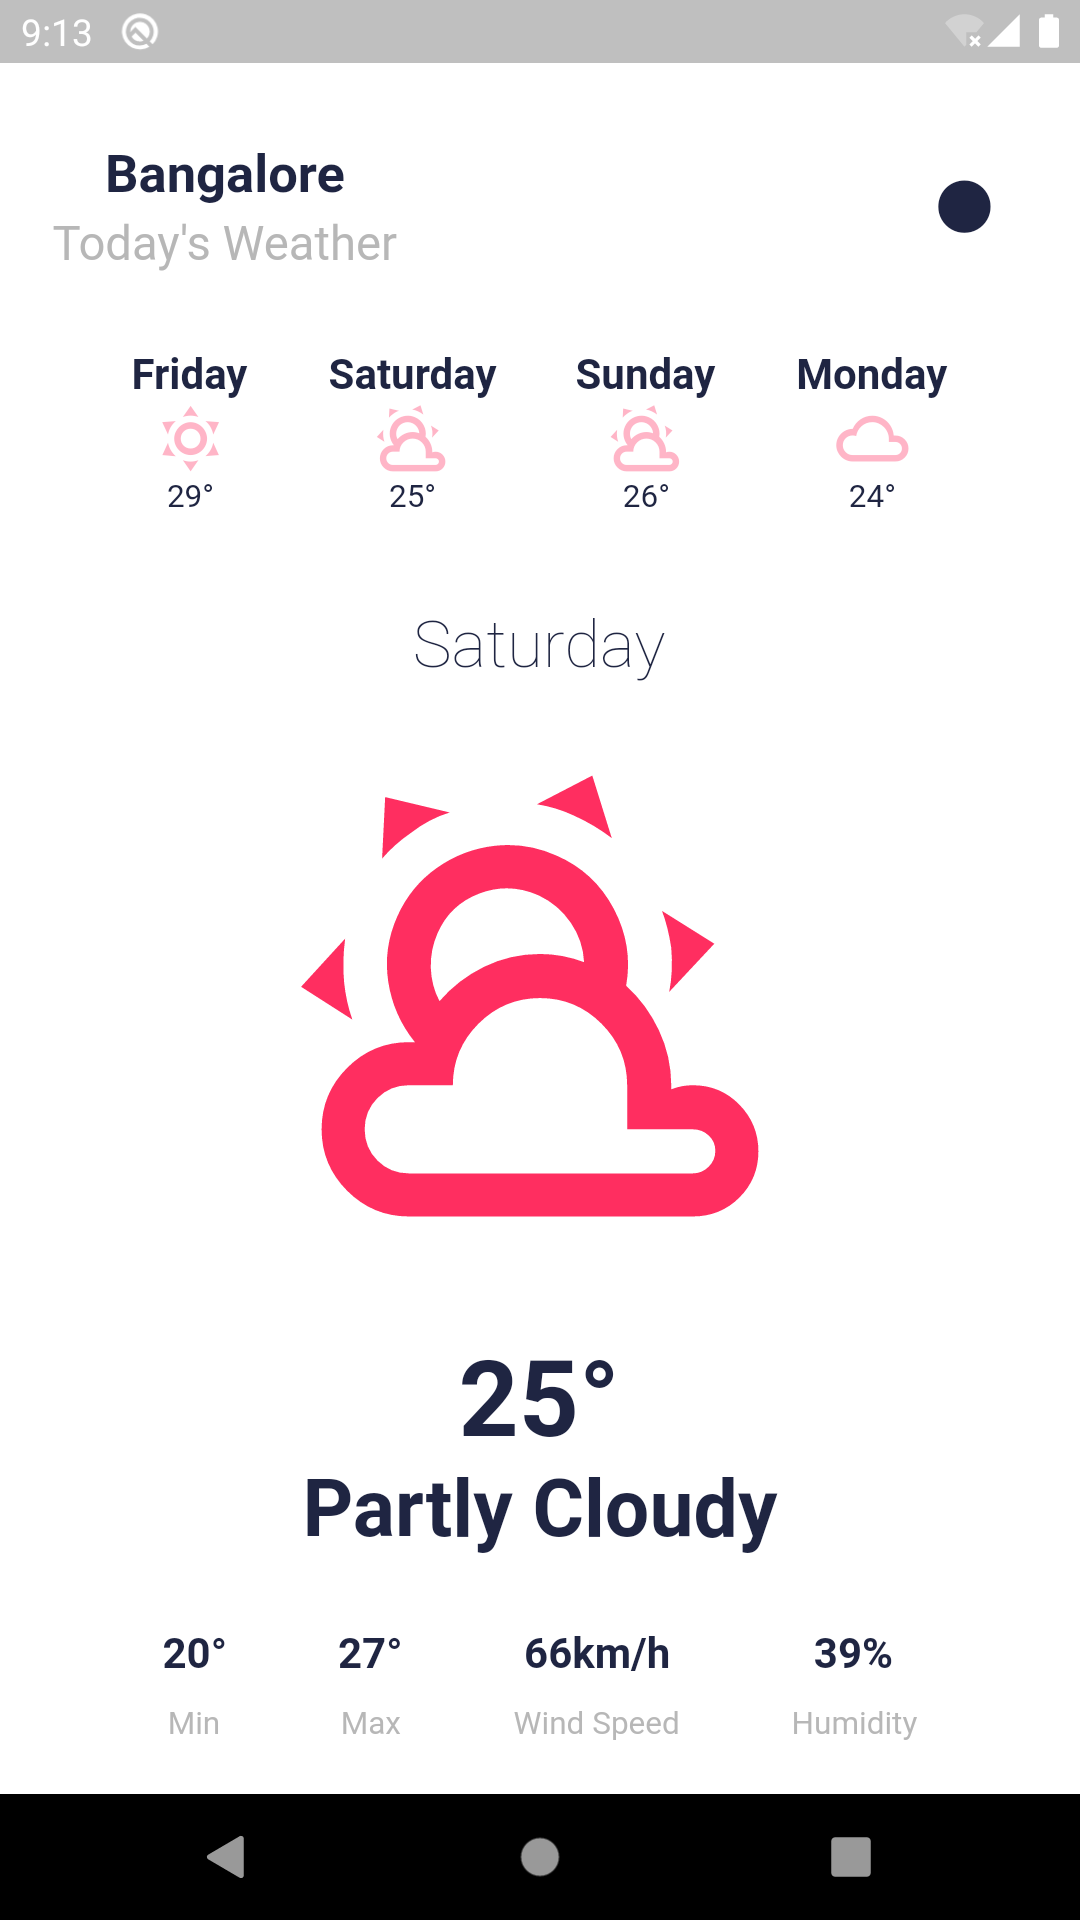 9:13
Bangalore
Today's Weather
Friday Saturday Sunday Monday
29° 25° 26° 24°
Saturday
25°
Partly Cloudy
20° 27° 66km/h 39%
Min Max Wind Speed Humidity